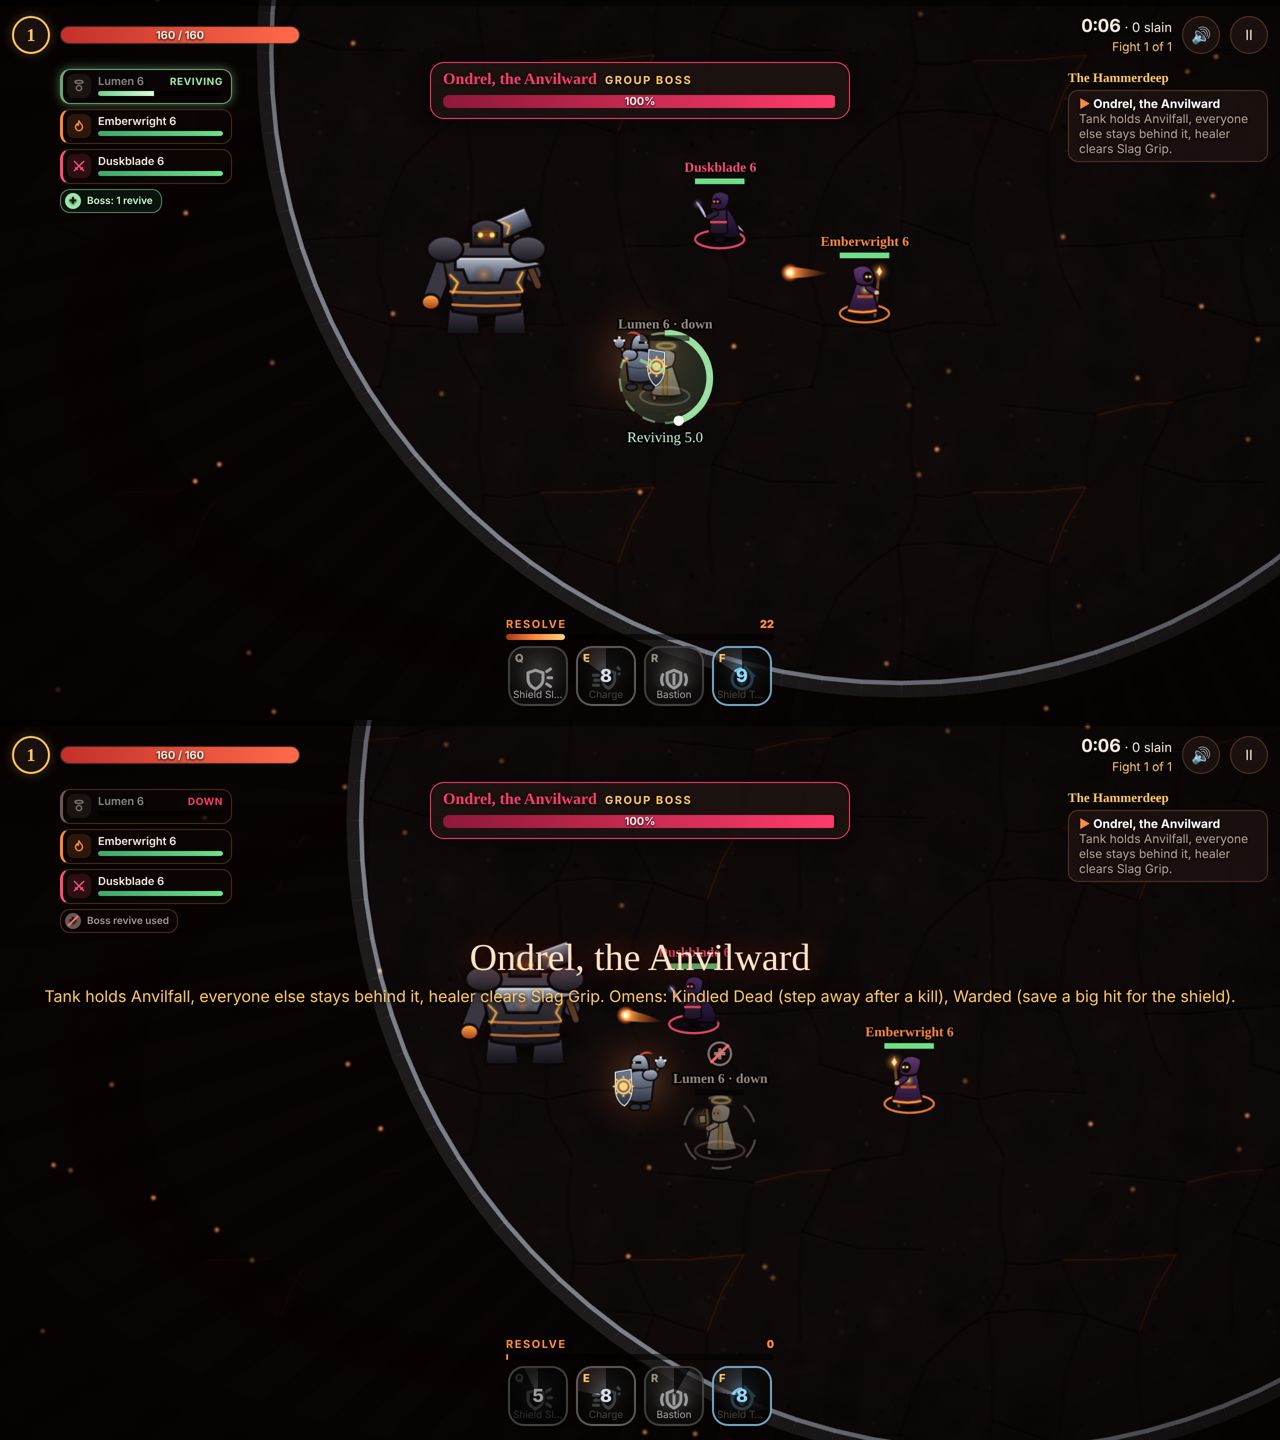 1
160 / 160
0:06 · 0 slain
Fight 1 of 1
Lumen 6 REVIVING
Emberwright 6
Duskblade 6
Boss: 1 revive
Ondrel, the Anvilward GROUP BOSS
100%
The Hammerdeep
Ondrel, the Anvilward
Tank holds Anvilfall, everyone
else stays behind it, healer
clears Slag Grip.
Duskblade 6
Emberwright 6
Lumen 6 · down
Reviving 5.0
RESOLVE 22
Q E R F
8 9
Shield Sl... Charge Bastion Shield T...
1
160 / 160
0:06 · 0 slain
Fight 1 of 1
Lumen 6 DOWN
Emberwright 6
Duskblade 6
Boss revive used
Ondrel, the Anvilward GROUP BOSS
100%
The Hammerdeep
Ondrel, the Anvilward
Tank holds Anvilfall, everyone
else stays behind it, healer
clears Slag Grip.
Duskblade 6
Ondrel, the Anvilward
Tank holds Anvilfall, everyone else stays behind it, healer clears Slag Grip. Omens: Kindled Dead (step away after a kill), Warded (save a big hit for the shield).
Emberwright 6
Lumen 6 · down
RESOLVE 0
Q E R F
5 8 8
Shield Sl... Charge Bastion Shield T...